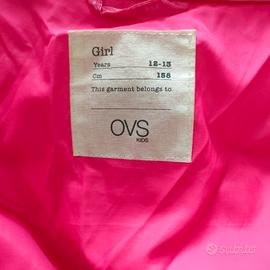 Girl
Years 12-13
Cm 158
This garment belongs to
OVS
KIDS
subito